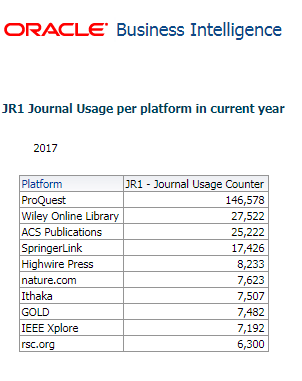 ORACLE Business Intelligence
JR1 Journal Usage per platform in current year
2017
Platform JR1 - Journal Usage Counter
ProQuest 146,578
Wiley Online Library 27,522
ACS Publications 25,222
SpringerLink 17,426
Highwire Press 8,233
nature.com 7,623
Ithaka 7,507
GOLD 7,482
IEEE Xplore 7,192
rsc.org 6,300